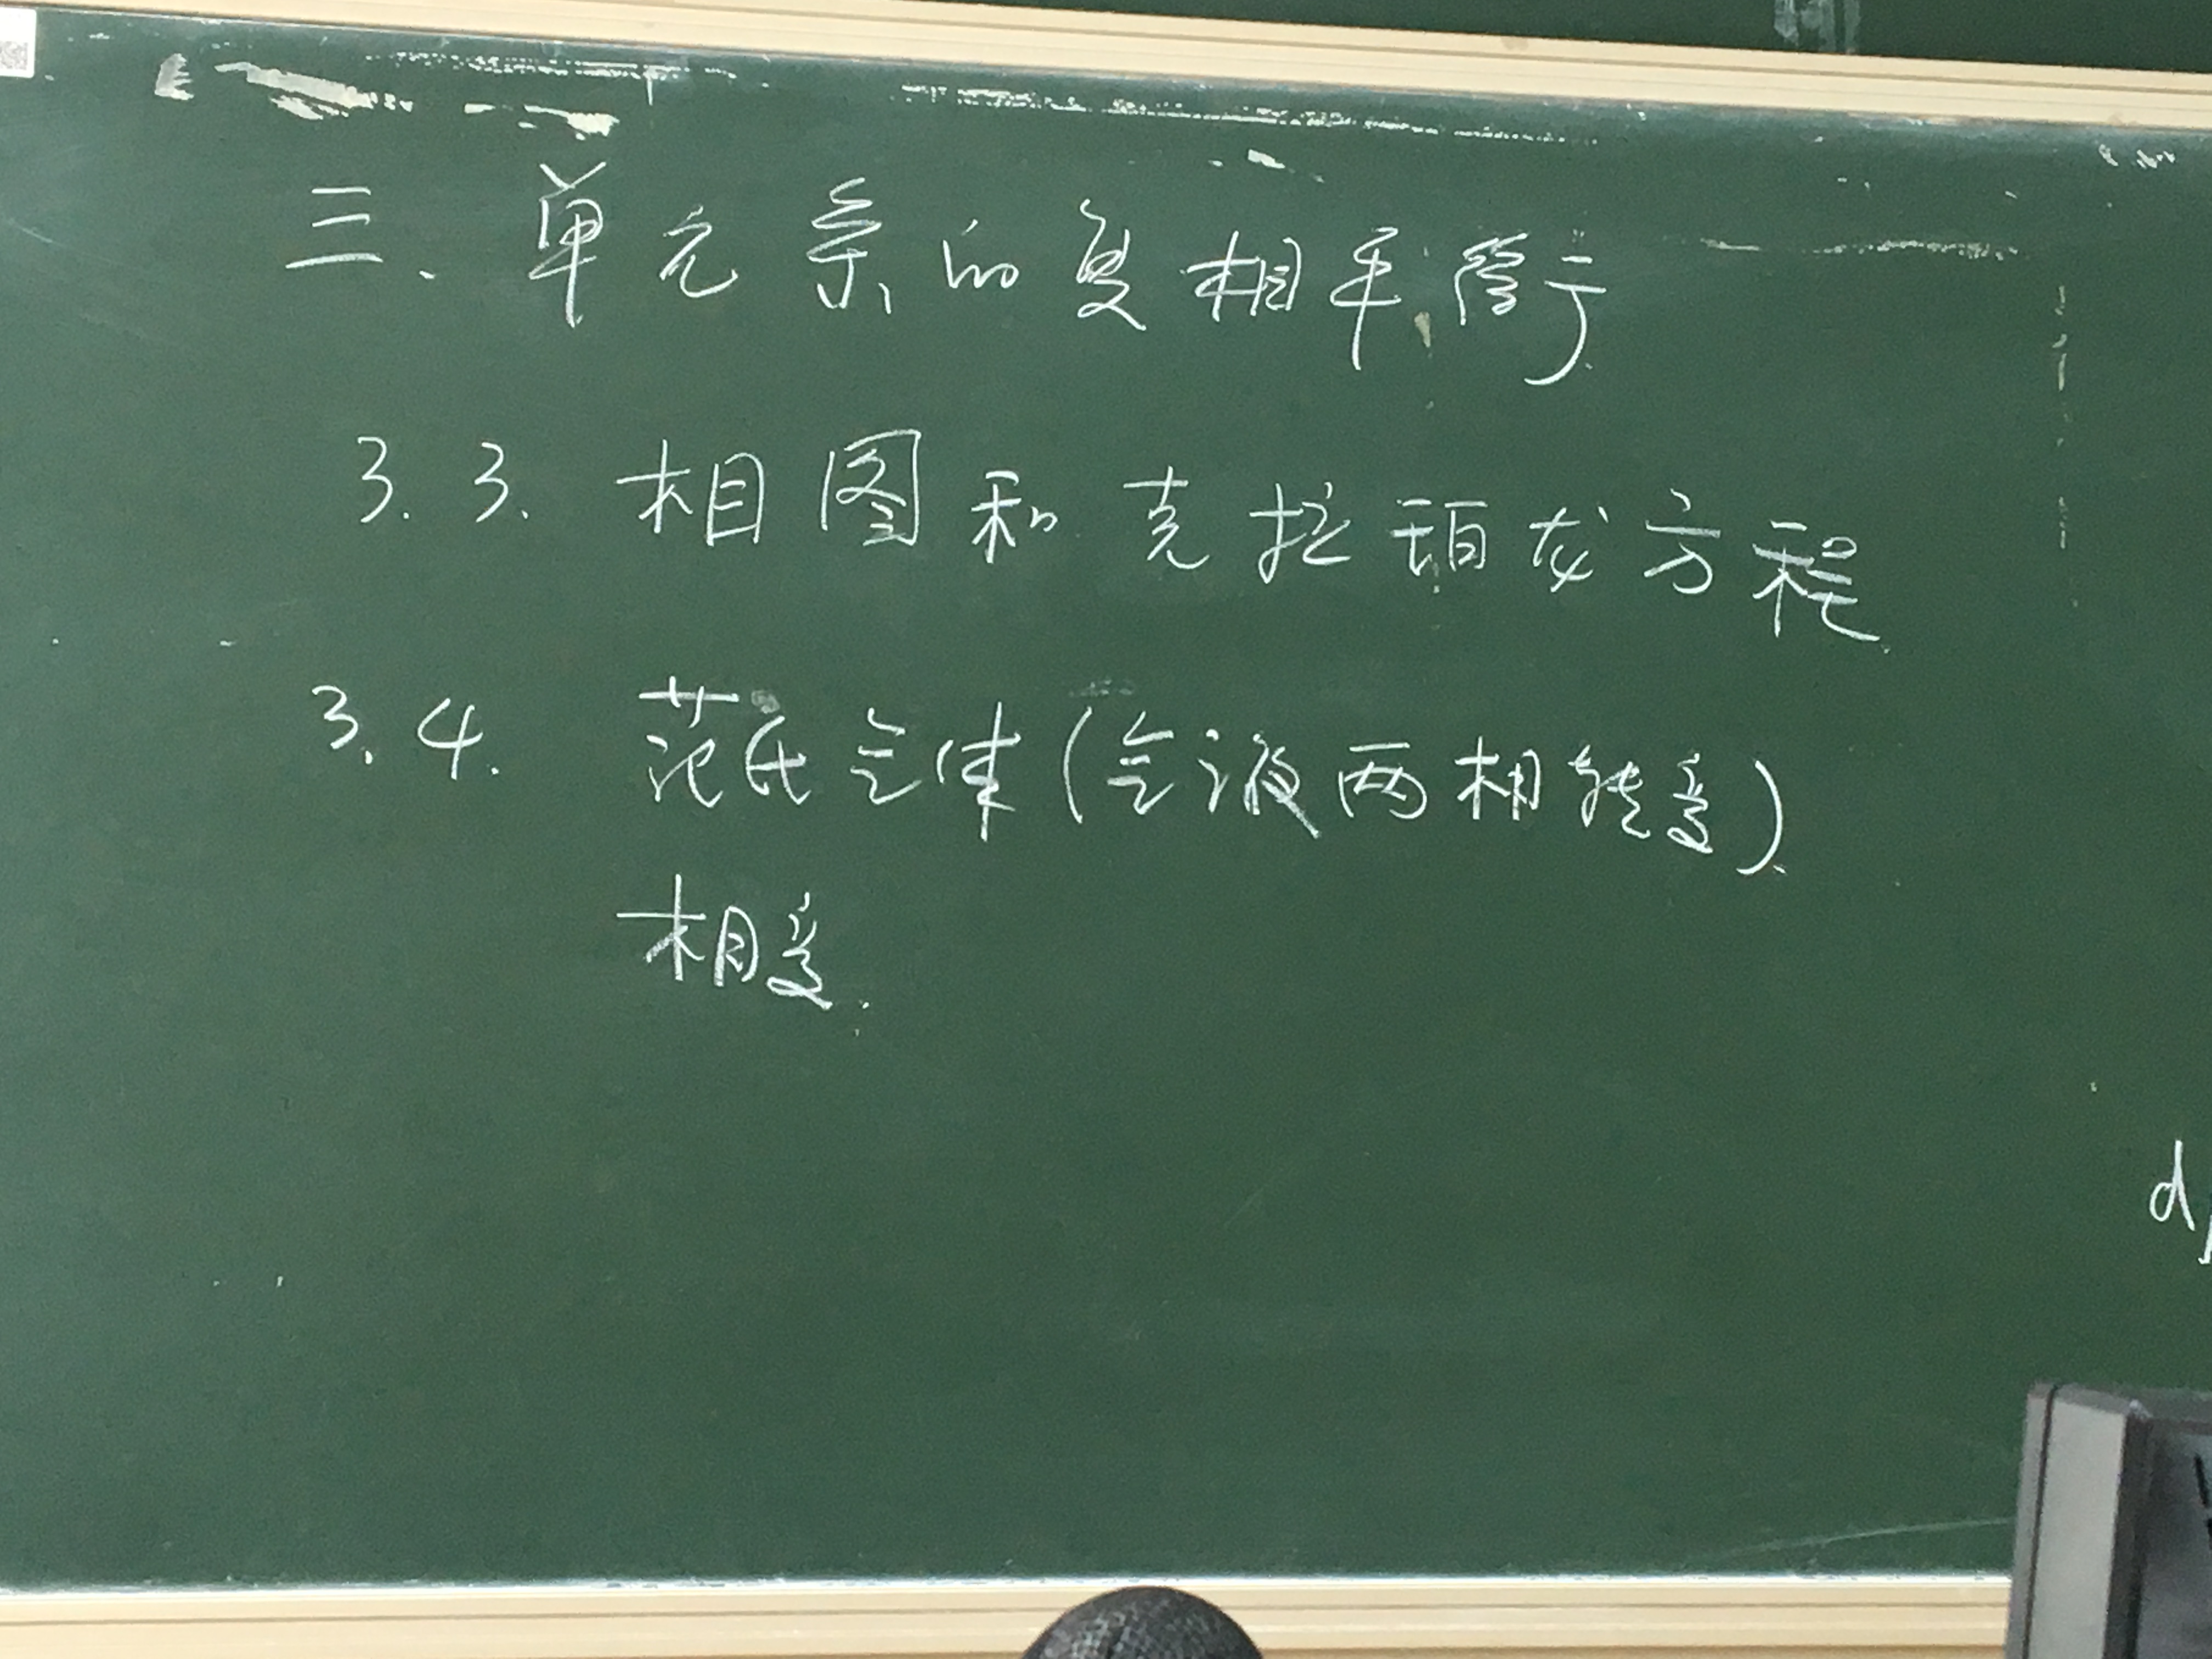 三、单元系的复相平衡
3.3. 相图和克拉珀龙方程
3.4. 范氏气体(气液两相转变)
相变.
d